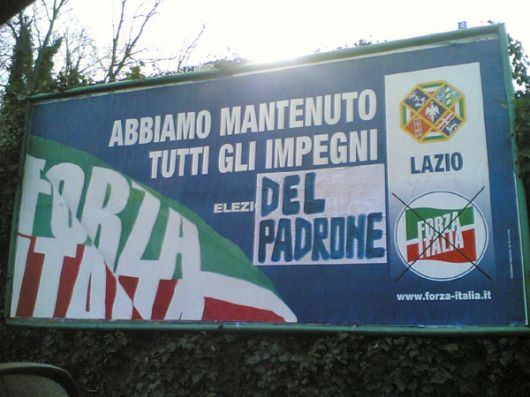 ABBIAMO MANTENUTO
TUTTI GLI IMPEGNI
ELEZI
DEL
PADRONE
FORZA
ITALIA
LAZIO
FORZA
ITALIA
www.forza-italia.it